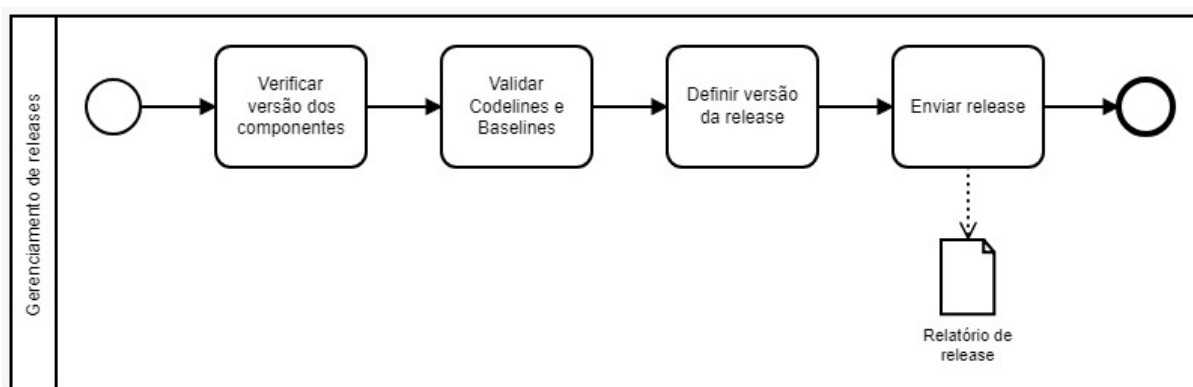 Gerenciamento de releases
Verificar
versão dos
componentes
Validar
Codelines e
Baselines
Definir versão
da release
Enviar release
Relatório de
release